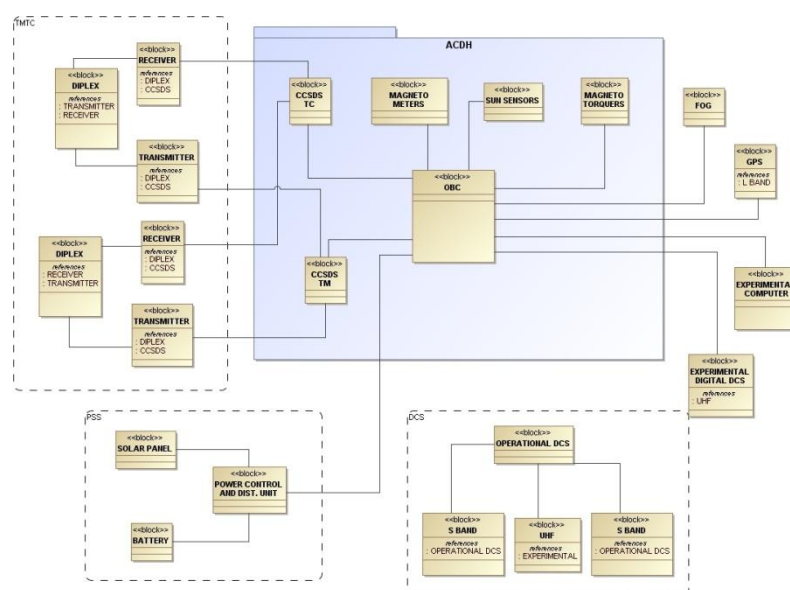 TMTC
<<block>>
RECEIVER
references
: DIPLEX
: CCSDS
<<block>>
DIPLEX
references
: TRANSMITTER
: RECEIVER
<<block>>
TRANSMITTER
references
: DIPLEX
: CCSDS
<<block>>
RECEIVER
references
: DIPLEX
: CCSDS
<<block>>
DIPLEX
references
: RECEIVER
: TRANSMITTER
<<block>>
TRANSMITTER
references
: DIPLEX
: CCSDS
ACDH
<<block>>
CCSDS
TC
<<block>>
MAGNETO
METERS
<<block>>
SUN SENSORS
<<block>>
MAGNETO
TORQUERS
<<block>>
OBC
<<block>>
CCSDS
TM
<<block>>
FOG
<<block>>
GPS
references
: L BAND
<<block>>
EXPERIMENTAL
COMPUTER
<<block>>
EXPERIMENTAL
DIGITAL DCS
references
: UHF
PSS
<<block>>
SOLAR PANEL
<<block>>
POWER CONTROL
AND DIST. UNIT
<<block>>
BATTERY
DCS
<<block>>
OPERATIONAL DCS
<<block>>
S BAND
references
: OPERATIONAL DCS
<<block>>
UHF
references
: EXPERIMENTAL
<<block>>
S BAND
references
: OPERATIONAL DCS